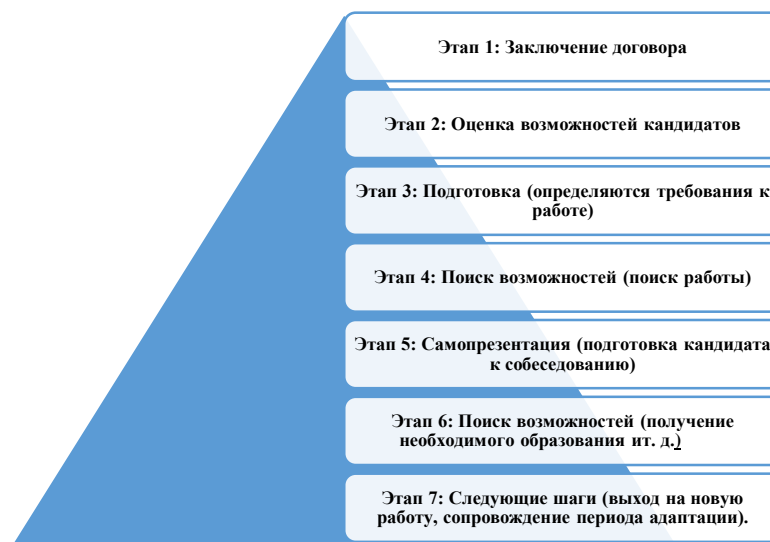 Этап 1: Заключение договора
Этап 2: Оценка возможностей кандидатов
Этап 3: Подготовка (определяются требования к
работе)
Этап 4: Поиск возможностей (поиск работы)
Этап 5: Самопрезентация (подготовка кандидата
к собеседованию)
Этап 6: Поиск возможностей (получение
необходимого образования ит. д.)
Этап 7: Следующие шаги (выход на новую
работу, сопровождение периода адаптации).